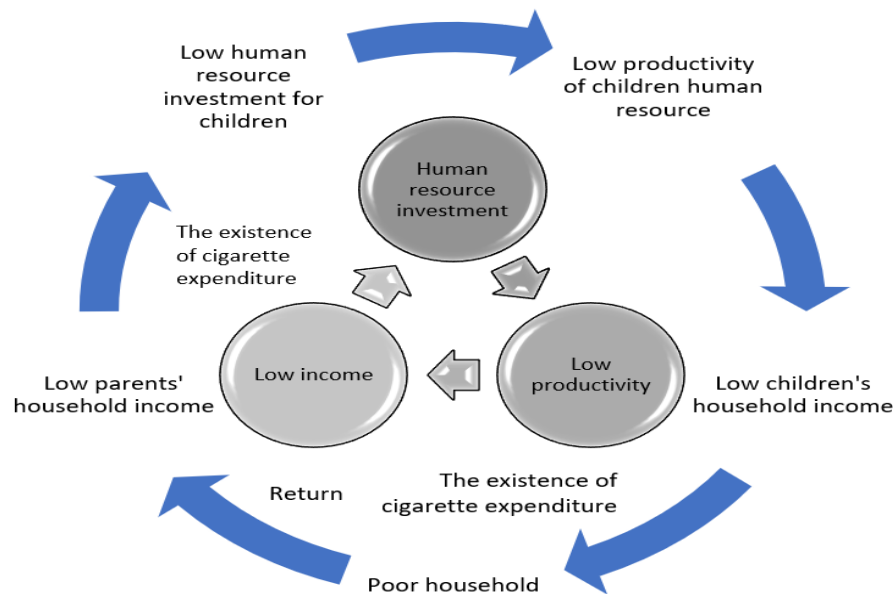 Low human
resource
investment for
children
Low productivity
of children human
resource
Human
resource
investment
The existence
of cigarette
expenditure
Low income
Low
productivity
Low parents'
household income
Low children's
household income
Return
The existence of
cigarette expenditure
Poor household